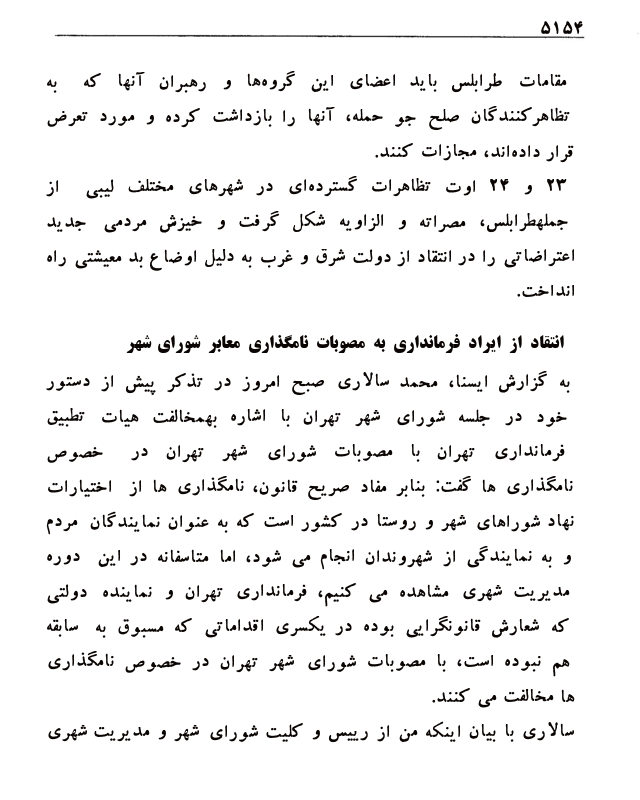 ۵۱۵۴
مقامات طرابلس باید اعضای این گروه‌ها و رهبران آنها که به
تظاهرکنندگان صلح جو حمله، آنها را بازداشت کرده و مورد تعرض
قرار داده‌اند، مجازات کنند.
۲۳ و ۲۴ اوت تظاهرات گسترده‌ای در شهرهای مختلف لیبی از
جملهطرابلس، مصراته و الزاویه شکل گرفت و خیزش مردمی جدید
اعتراضاتی را در انتقاد از دولت شرق و غرب به دلیل اوضاع بد معیشتی راه
انداخت.
انتقاد از ایراد فرمانداری به مصوبات نامگذاری معابر شورای شهر
به گزارش ایسنا، محمد سالاری صبح امروز در تذکر پیش از دستور
خود در جلسه شورای شهر تهران با اشاره بهمخالفت هیات تطبیق
فرمانداری تهران با مصوبات شورای شهر تهران در خصوص
نامگذاری ها گفت: بنابر مفاد صریح قانون، نامگذاری ها از اختیارات
نهاد شوراهای شهر و روستا در کشور است که به عنوان نمایندگان مردم
و به نمایندگی از شهروندان انجام می شود، اما متاسفانه در این دوره
مدیریت شهری مشاهده می کنیم، فرمانداری تهران و نماینده دولتی
که شعارش قانونگرایی بوده در یکسری اقداماتی که مسبوق به سابقه
هم نبوده است، با مصوبات شورای شهر تهران در خصوص نامگذاری
ها مخالفت می کنند.
سالاری با بیان اینکه من از رییس و کلیت شورای شهر و مدیریت شهری